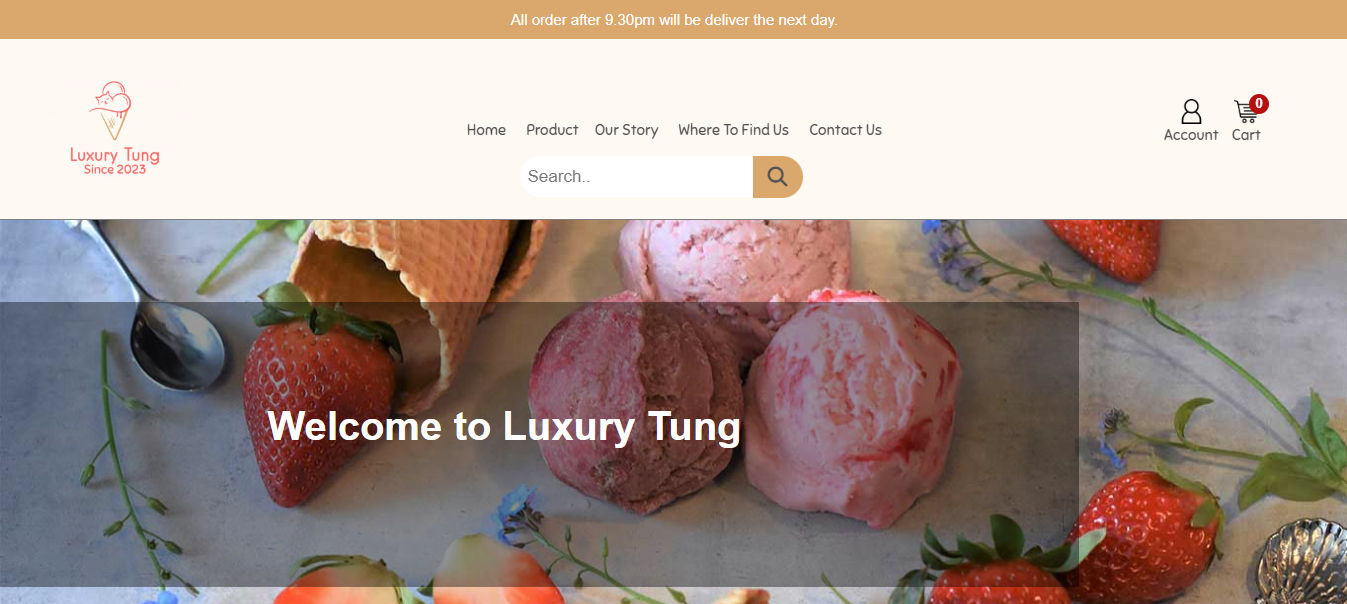 All order after 9.30pm will be deliver the next day.
Luxury Tung
Since 2023
Home Product Our Story Where To Find Us Contact Us
Search..
0
Account Cart
Welcome to Luxury Tung